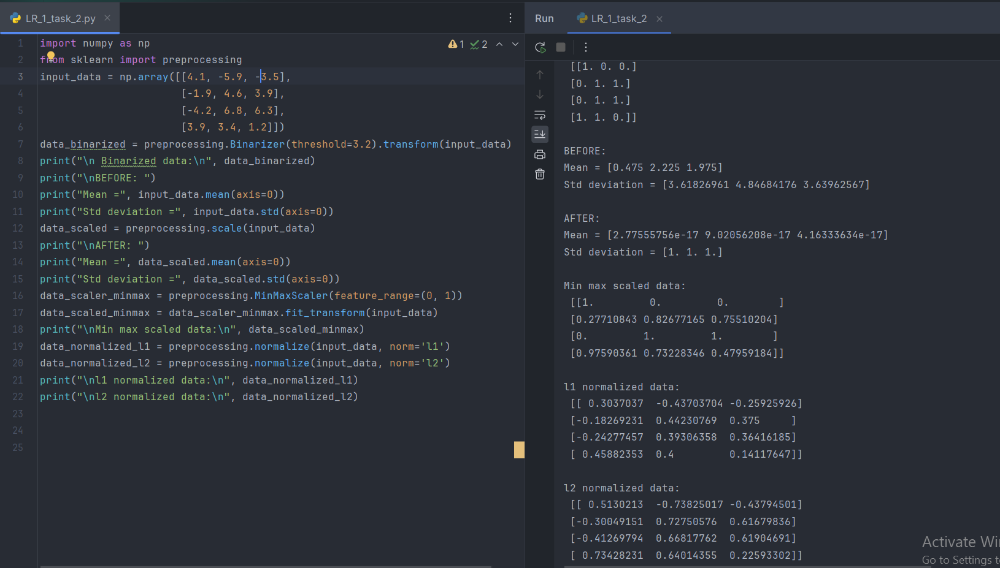 LR_1_task_2.py
1 import numpy as np
2 from sklearn import preprocessing
3 input_data = np.array([[4.1, -5.9, -3.5],
4 [-1.9, 4.6, 3.9],
5 [-4.2, 6.8, 6.3],
6 [3.9, 3.4, 1.2]])
7 data_binarized = preprocessing.Binarizer(threshold=3.2).transform(input_data)
8 print("\n Binarized data:\n", data_binarized)
9 print("\nBEFORE: ")
10 print("Mean =", input_data.mean(axis=0))
11 print("Std deviation =", input_data.std(axis=0))
12 data_scaled = preprocessing.scale(input_data)
13 print("\nAFTER: ")
14 print("Mean =", data_scaled.mean(axis=0))
15 print("Std deviation =", data_scaled.std(axis=0))
16 data_scaler_minmax = preprocessing.MinMaxScaler(feature_range=(0, 1))
17 data_scaled_minmax = data_scaler_minmax.fit_transform(input_data)
18 print("\nMin max scaled data:\n", data_scaled_minmax)
19 data_normalized_l1 = preprocessing.normalize(input_data, norm='l1')
20 data_normalized_l2 = preprocessing.normalize(input_data, norm='l2')
21 print("\nl1 normalized data:\n", data_normalized_l1)
22 print("\nl2 normalized data:\n", data_normalized_l2)
23
24
25
1 2
Run LR_1_task_2
[[1. 0. 0.]
[0. 1. 1.]
[0. 1. 1.]
[1. 1. 0.]]
BEFORE:
Mean = [0.475 2.225 1.975]
Std deviation = [3.61826961 4.84684176 3.63962567]
AFTER:
Mean = [2.77555756e-17 9.02056208e-17 4.16333634e-17]
Std deviation = [1. 1. 1.]
Min max scaled data:
[[1. 0. 0. ]
[0.27710843 0.82677165 0.75510204]
[0. 1. 1. ]
[0.97590361 0.73228346 0.47959184]]
l1 normalized data:
[[ 0.3037037 -0.43703704 -0.25925926]
[-0.18269231 0.44230769 0.375 ]
[-0.24277457 0.39306358 0.36416185]
[ 0.45882353 0.4 0.14117647]]
l2 normalized data:
[[ 0.5130213 -0.73825017 -0.43794501]
[-0.30049151 0.72750576 0.61679836]
[-0.41269794 0.66817762 0.61904691]
[ 0.73428231 0.64014355 0.22593302]]
Activate Wi
Go to Settings t